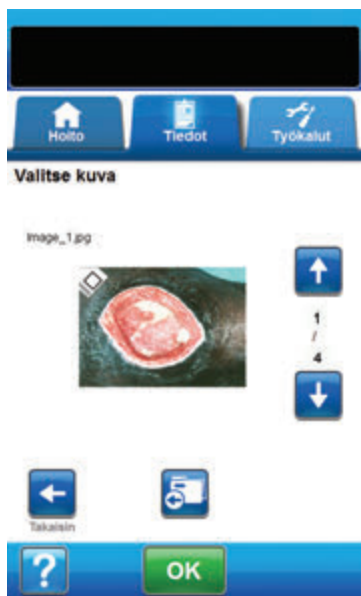 Hoito Tiedot Työkalut
Valitse kuva
Image_1.jpg
1
/
4
Takaisin
? OK